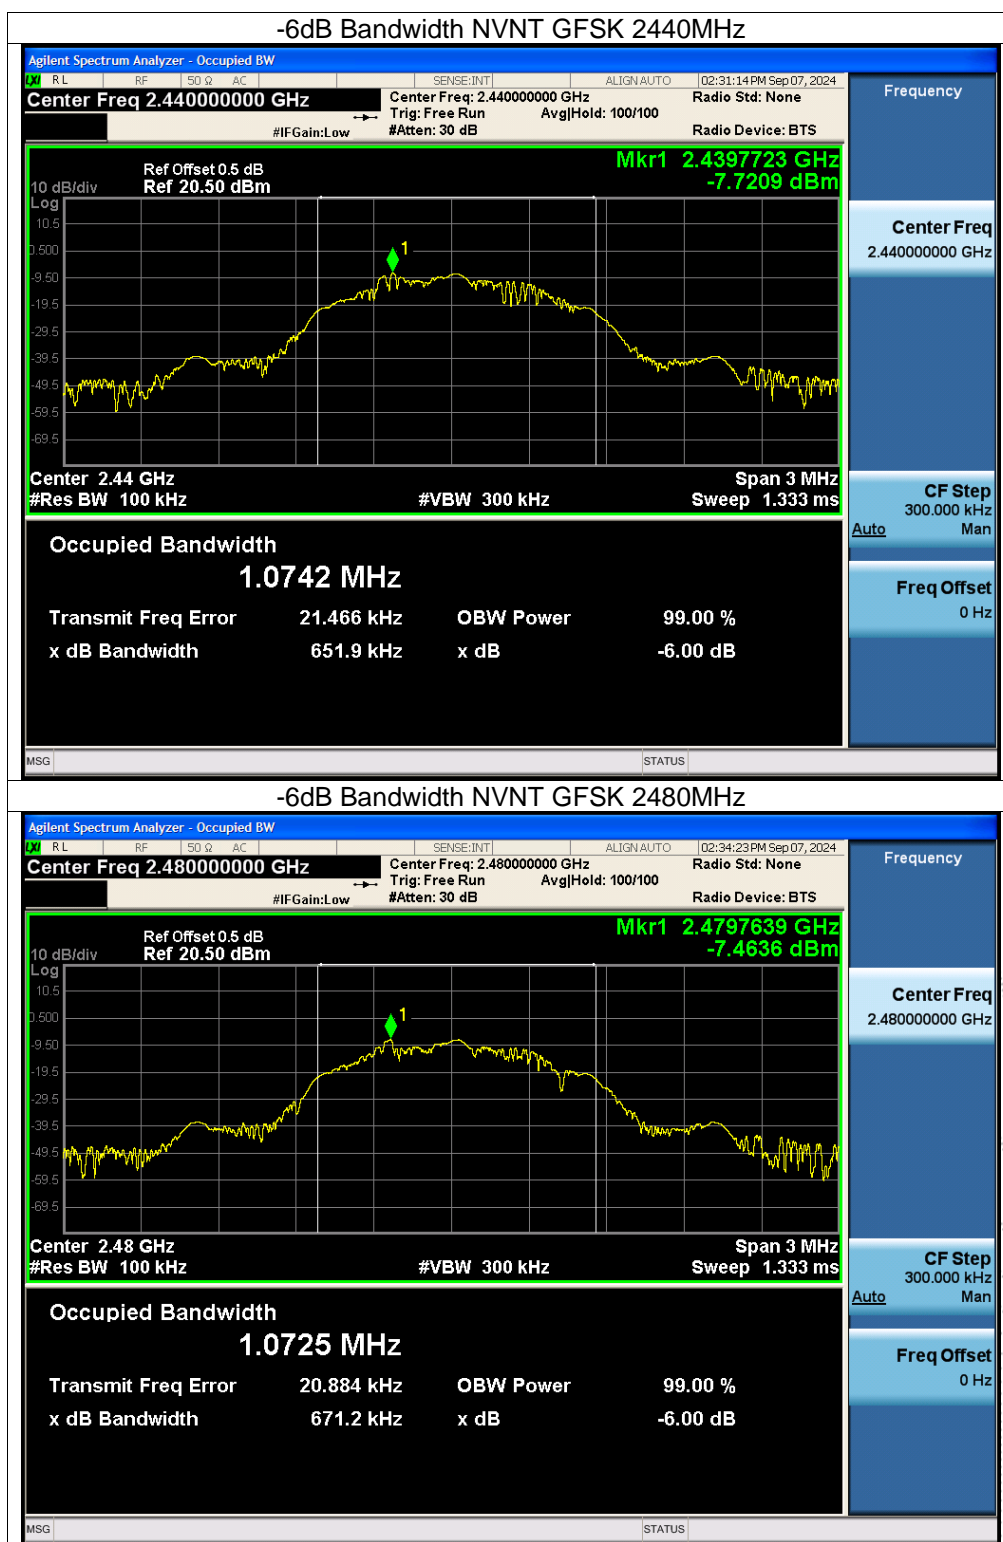 -6dB Bandwidth NVNT GFSK 2440MHz
Agilent Spectrum Analyzer - Occupied BW
LXI RL RF 50 Ω AC SENSE:INT ALIGN AUTO 02:31:14 PM Sep 07, 2024
Center Freq 2.440000000 GHz
Center Freq: 2.440000000 GHz Radio Std: None
Trig: Free Run Avg|Hold: 100/100
#IFGain:Low #Atten: 30 dB Radio Device: BTS
Frequency
Mkr1 2.4397723 GHz
-7.7209 dBm
Ref Offset 0.5 dB
10 dB/div Ref 20.50 dBm
Log
10.5
0.500
-9.50
-19.5
-29.5
-39.5
-49.5
-59.5
-69.5
1
Center 2.44 GHz Span 3 MHz
#Res BW 100 kHz #VBW 300 kHz Sweep 1.333 ms
Center Freq
2.440000000 GHz
CF Step
300.000 kHz
Auto Man
Freq Offset
0 Hz
Occupied Bandwidth
1.0742 MHz
Transmit Freq Error 21.466 kHz OBW Power 99.00 %
x dB Bandwidth 651.9 kHz x dB -6.00 dB
MSG STATUS
-6dB Bandwidth NVNT GFSK 2480MHz
Agilent Spectrum Analyzer - Occupied BW
LXI RL RF 50 Ω AC SENSE:INT ALIGN AUTO 02:34:23 PM Sep 07, 2024
Center Freq 2.480000000 GHz
Center Freq: 2.480000000 GHz Radio Std: None
Trig: Free Run Avg|Hold: 100/100
#IFGain:Low #Atten: 30 dB Radio Device: BTS
Frequency
Mkr1 2.4797639 GHz
-7.4636 dBm
Ref Offset 0.5 dB
10 dB/div Ref 20.50 dBm
Log
10.5
0.500
-9.50
-19.5
-29.5
-39.5
-49.5
-59.5
-69.5
1
Center 2.48 GHz Span 3 MHz
#Res BW 100 kHz #VBW 300 kHz Sweep 1.333 ms
Center Freq
2.480000000 GHz
CF Step
300.000 kHz
Auto Man
Freq Offset
0 Hz
Occupied Bandwidth
1.0725 MHz
Transmit Freq Error 20.884 kHz OBW Power 99.00 %
x dB Bandwidth 671.2 kHz x dB -6.00 dB
MSG STATUS